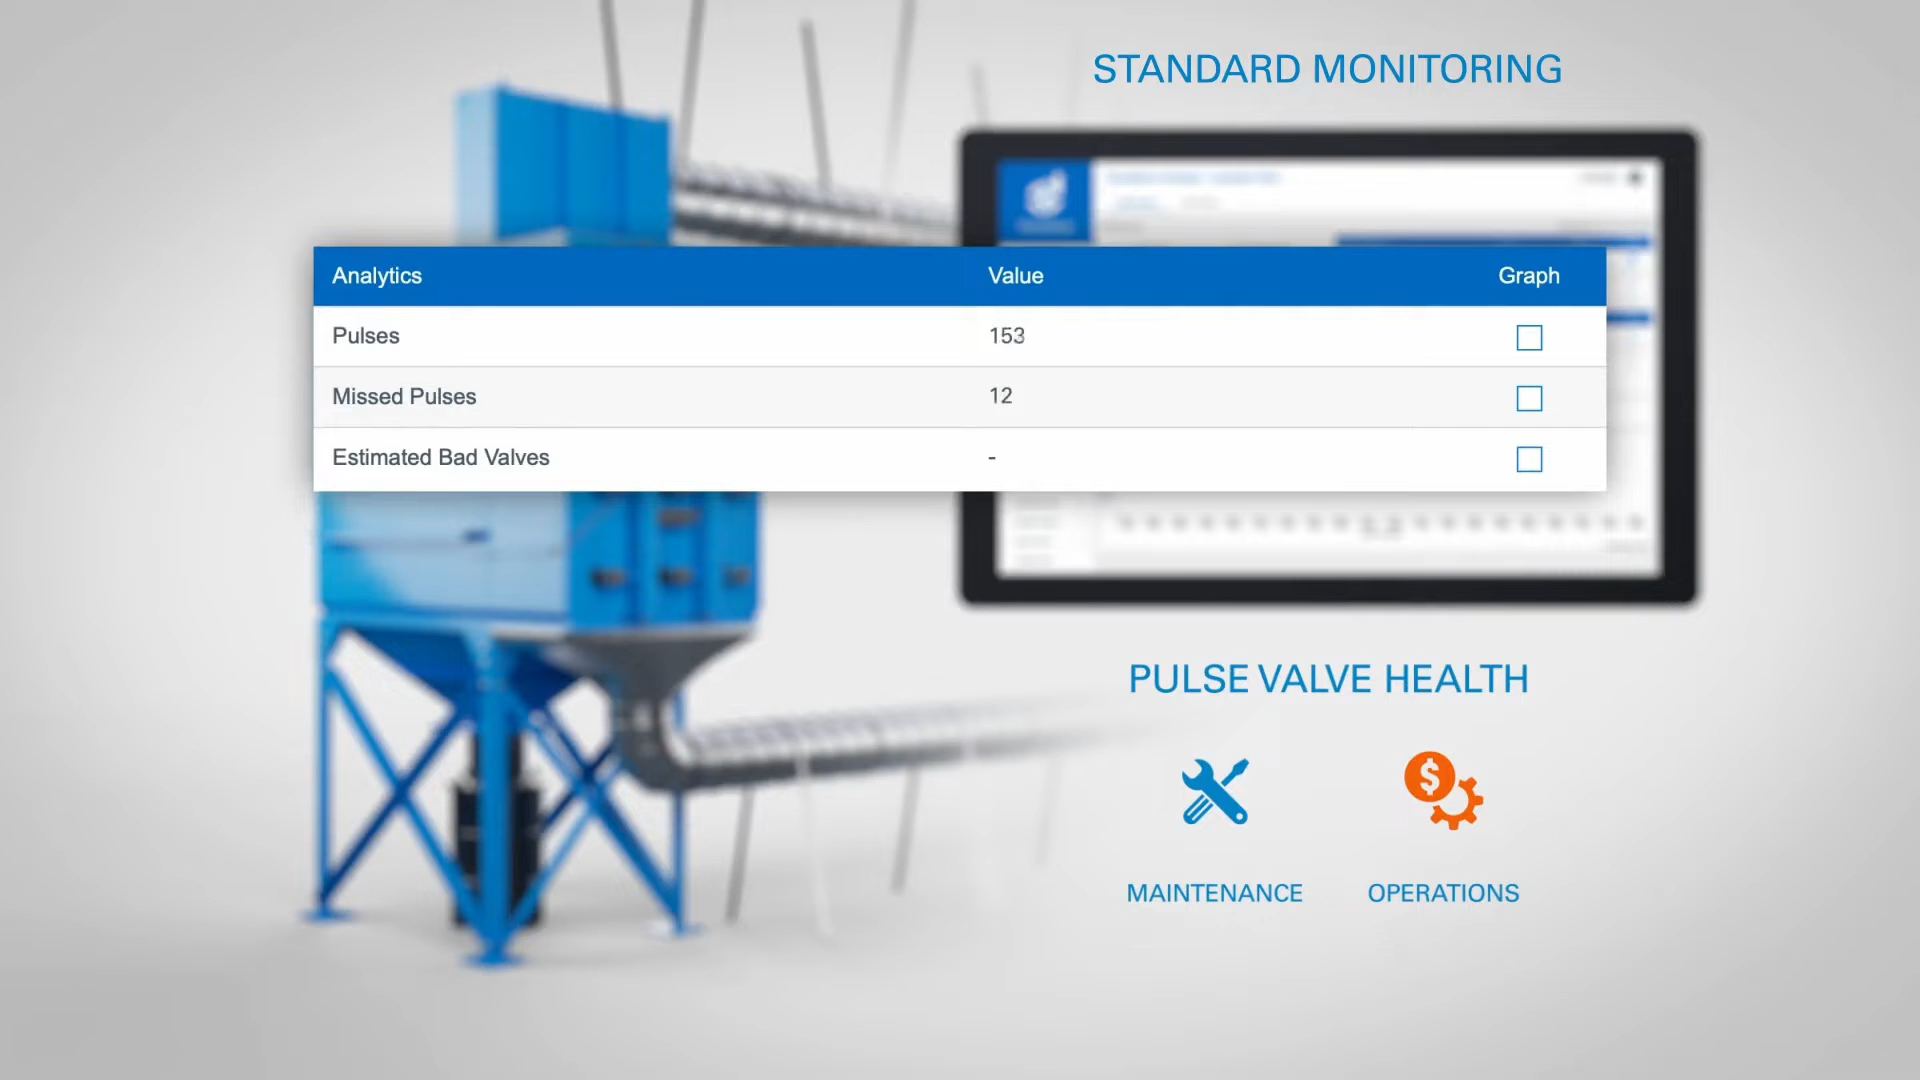 STANDARD MONITORING
Analytics Value Graph
Pulses 153
Missed Pulses 12
Estimated Bad Valves -
PULSE VALVE HEALTH
MAINTENANCE OPERATIONS